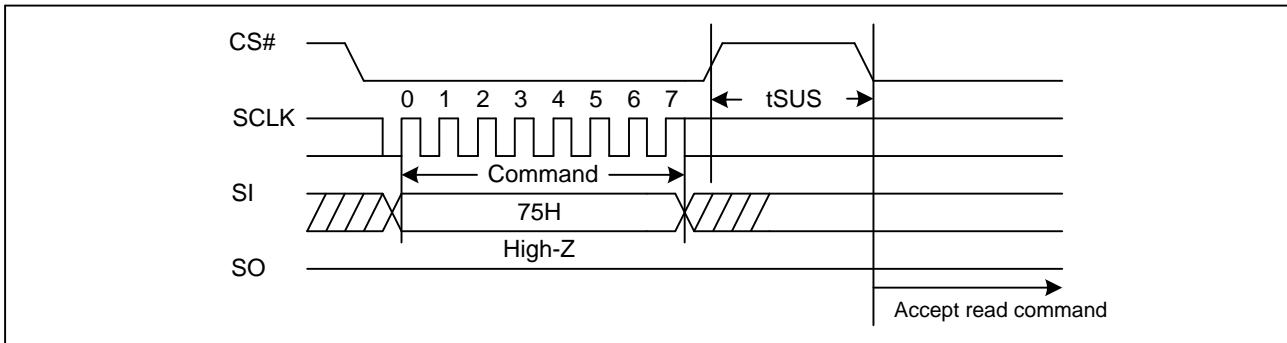 CS#
tSUS
0 1 2 3 4 5 6 7
SCLK
Command
SI
75H
High-Z
SO
Accept read command